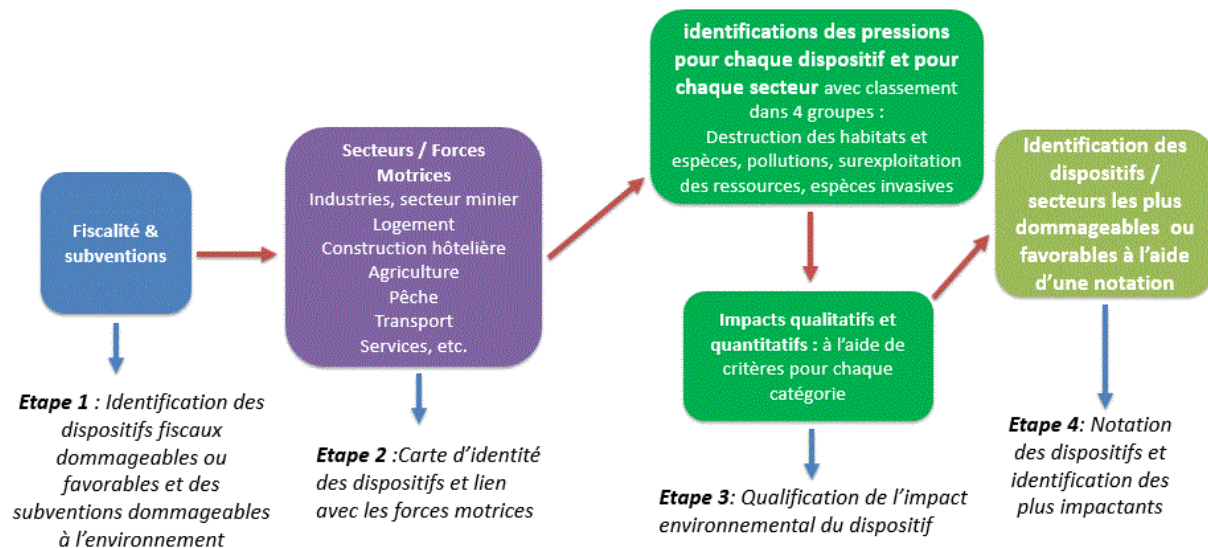 Fiscalité &
subventions
Etape 1 : Identification des
dispositifs fiscaux
dommageables ou
favorables et des
subventions dommageables
à l'environnement
Secteurs / Forces
Motrices
Industries, secteur minier
Logement
Construction hôtelière
Agriculture
Pêche
Transport
Services, etc.
Etape 2 :Carte d'identité
des dispositifs et lien
avec les forces motrices
identifications des pressions
pour chaque dispositif et pour
chaque secteur avec classement
dans 4 groupes :
Destruction des habitats et
espèces, pollutions, surexploitation
des ressources, espèces invasives
Impacts qualitatifs et
quantitatifs : à l'aide de
critères pour chaque
catégorie
Etape 3: Qualification de l'impact
environnemental du dispositif
Identification des
dispositifs /
secteurs les plus
dommageables ou
favorables à l'aide
d'une notation
Etape 4: Notation
des dispositifs et
identification des
plus impactants